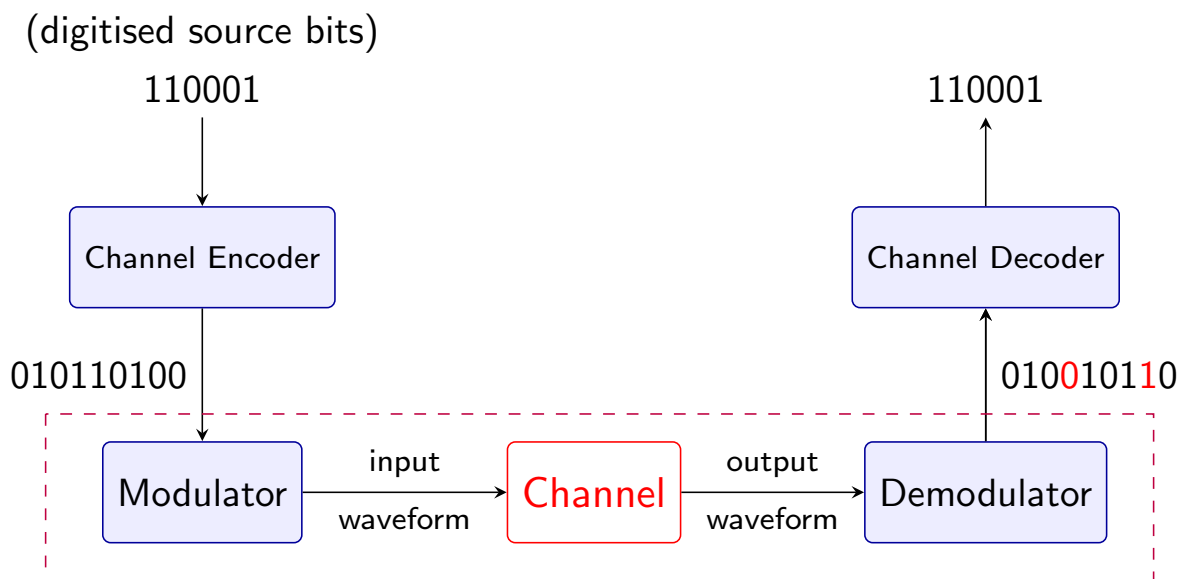 (digitised source bits)
110001
110001
Channel Encoder
Channel Decoder
010110100
010010110
Modulator
input
waveform
Channel
output
waveform
Demodulator